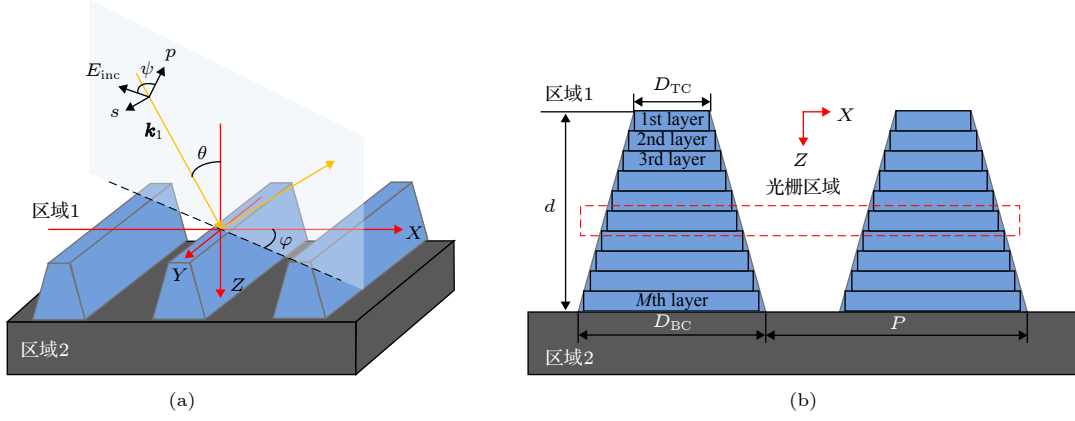 p
E_inc
ψ
s
k₁
θ
区域1
X
φ
Y
Z
区域2
(a)
区域1
D_TC
X
Z
1st layer
2nd layer
3rd layer
光栅区域
d
Mth layer
D_BC
P
区域2
(b)